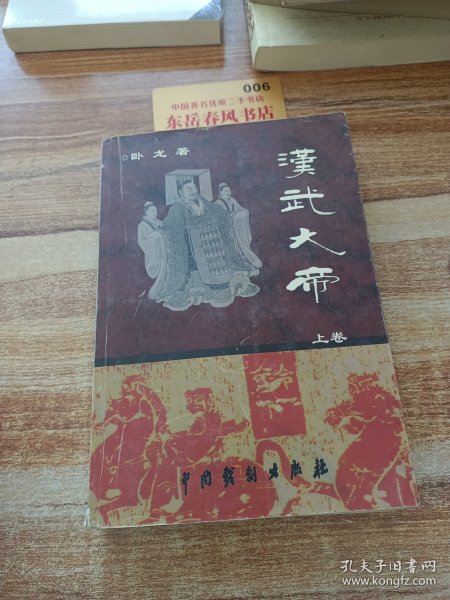 006
中国著名优质二手书店
东岳春风书店
卧龙 著
漢武大帝
上卷
中国戏剧出版社
孔夫子旧书网
www.kongfz.com